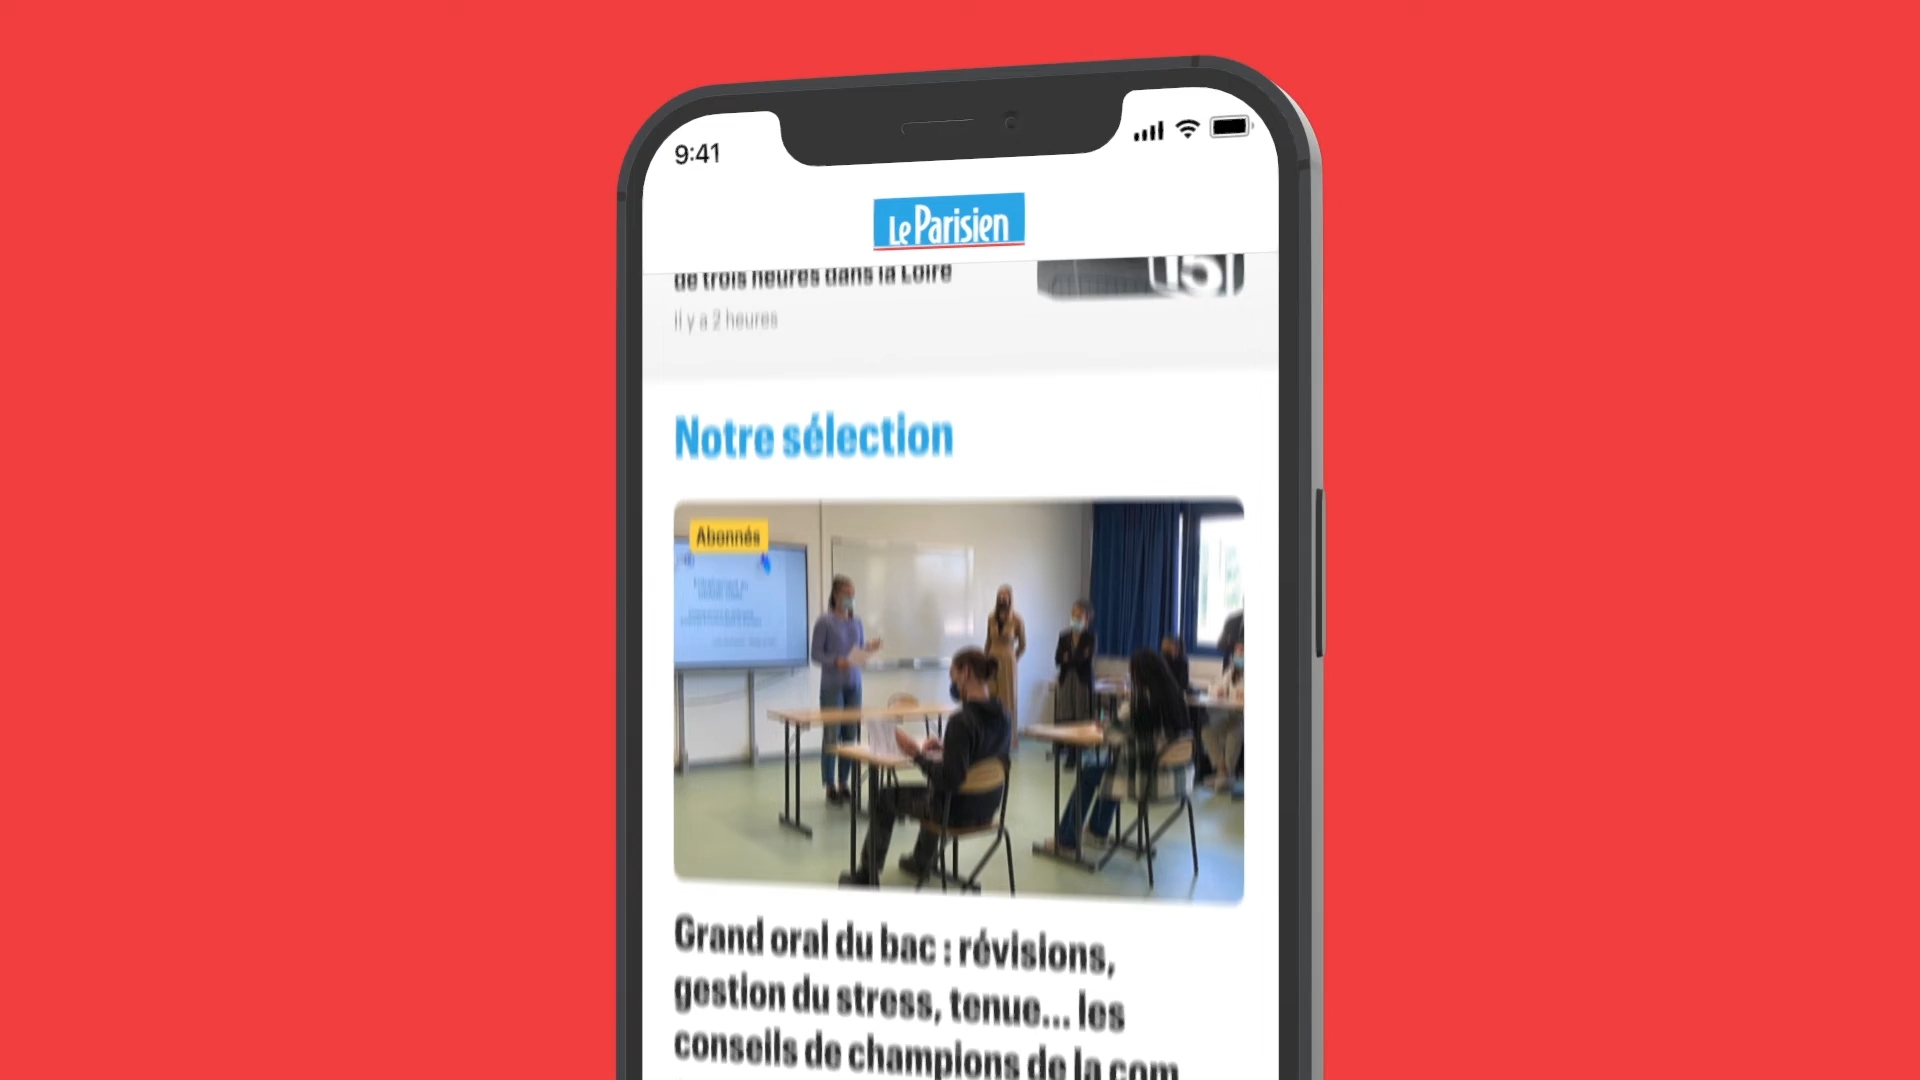 9:41
Le Parisien
de trois heures dans la Loire
Il y a 2 heures
Notre sélection
Abonnés
Grand oral du bac : révisions,
gestion du stress, tenue... les
conseils de champions de la com